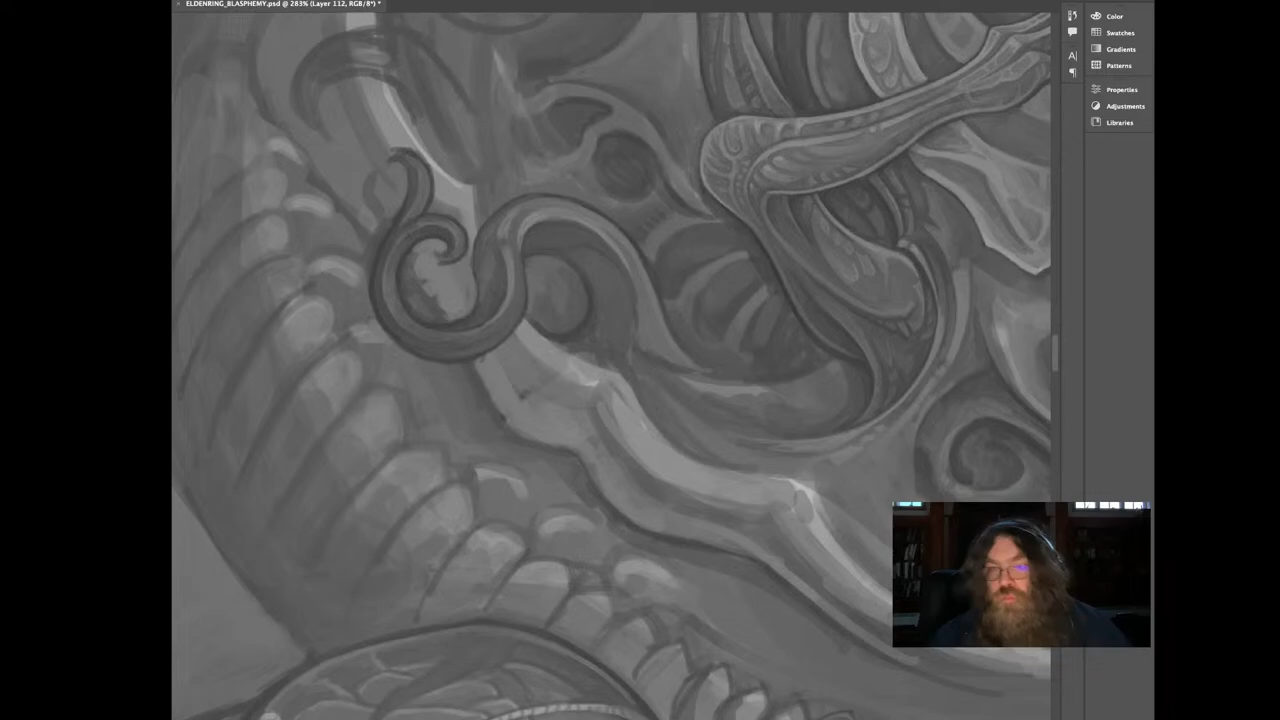 × ELDENRING_BLASPHEMY.psd @ 283% (Layer 112, RGB/8*) *
Color
Swatches
Gradients
Patterns
Properties
Adjustments
Libraries